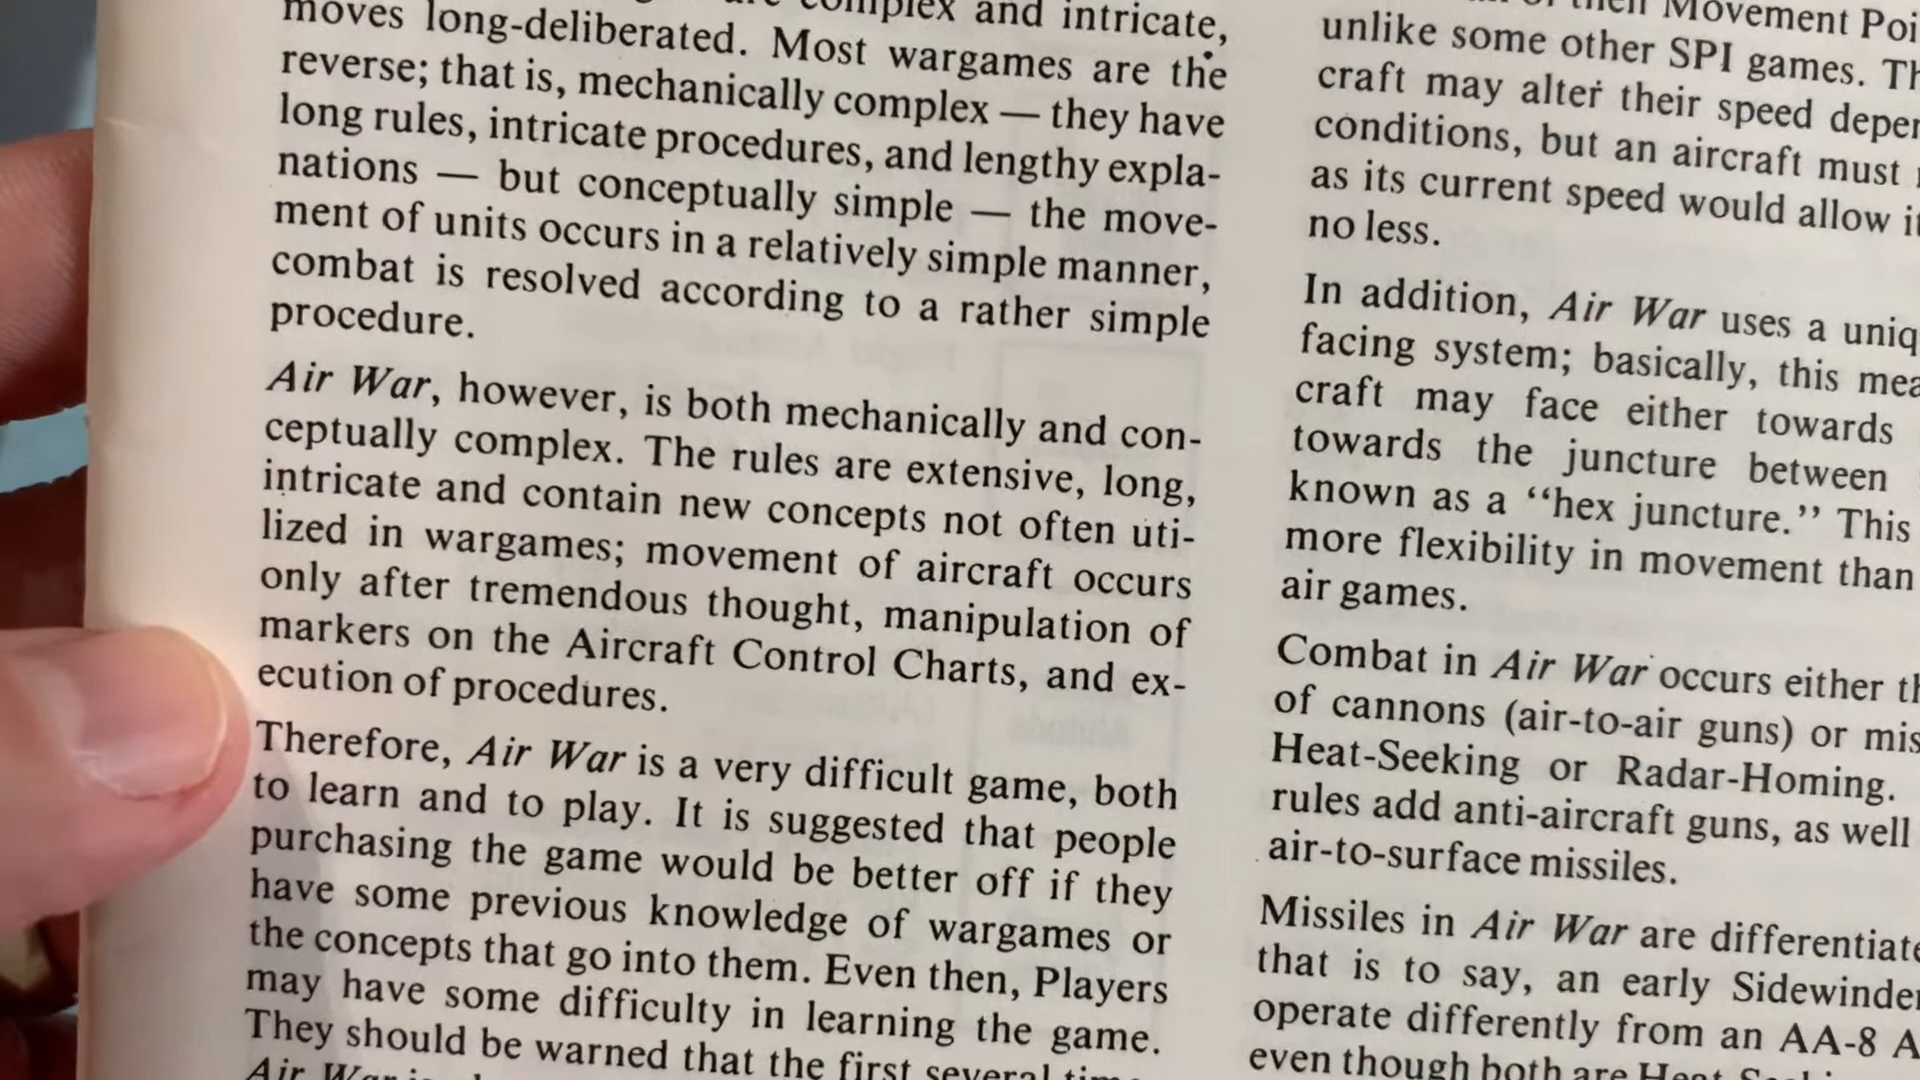 complex and intricate,
moves long-deliberated. Most wargames are the
reverse; that is, mechanically complex — they have
long rules, intricate procedures, and lengthy expla-
nations — but conceptually simple — the move-
ment of units occurs in a relatively simple manner,
combat is resolved according to a rather simple
procedure.
Air War, however, is both mechanically and con-
ceptually complex. The rules are extensive, long,
intricate and contain new concepts not often uti-
lized in wargames; movement of aircraft occurs
only after tremendous thought, manipulation of
markers on the Aircraft Control Charts, and ex-
ecution of procedures.
Therefore, Air War is a very difficult game, both
to learn and to play. It is suggested that people
purchasing the game would be better off if they
have some previous knowledge of wargames or
the concepts that go into them. Even then, Players
may have some difficulty in learning the game.
They should be warned that the first several
Air War
their Movement
unlike some other SPI games.
craft may alter their speed
conditions, but an aircraft must
as its current speed would allow
no less.
In addition, Air War uses a
facing system; basically, this
craft may face either towards
towards the juncture between
known as a “hex juncture.” This
more flexibility in movement than
air games.
Combat in Air War occurs either
of cannons (air-to-air guns) or
Heat-Seeking or Radar-Homing.
rules add anti-aircraft guns, as well
air-to-surface missiles.
Missiles in Air War are
that is to say, an early
operate differently from an AA-8
even though both are